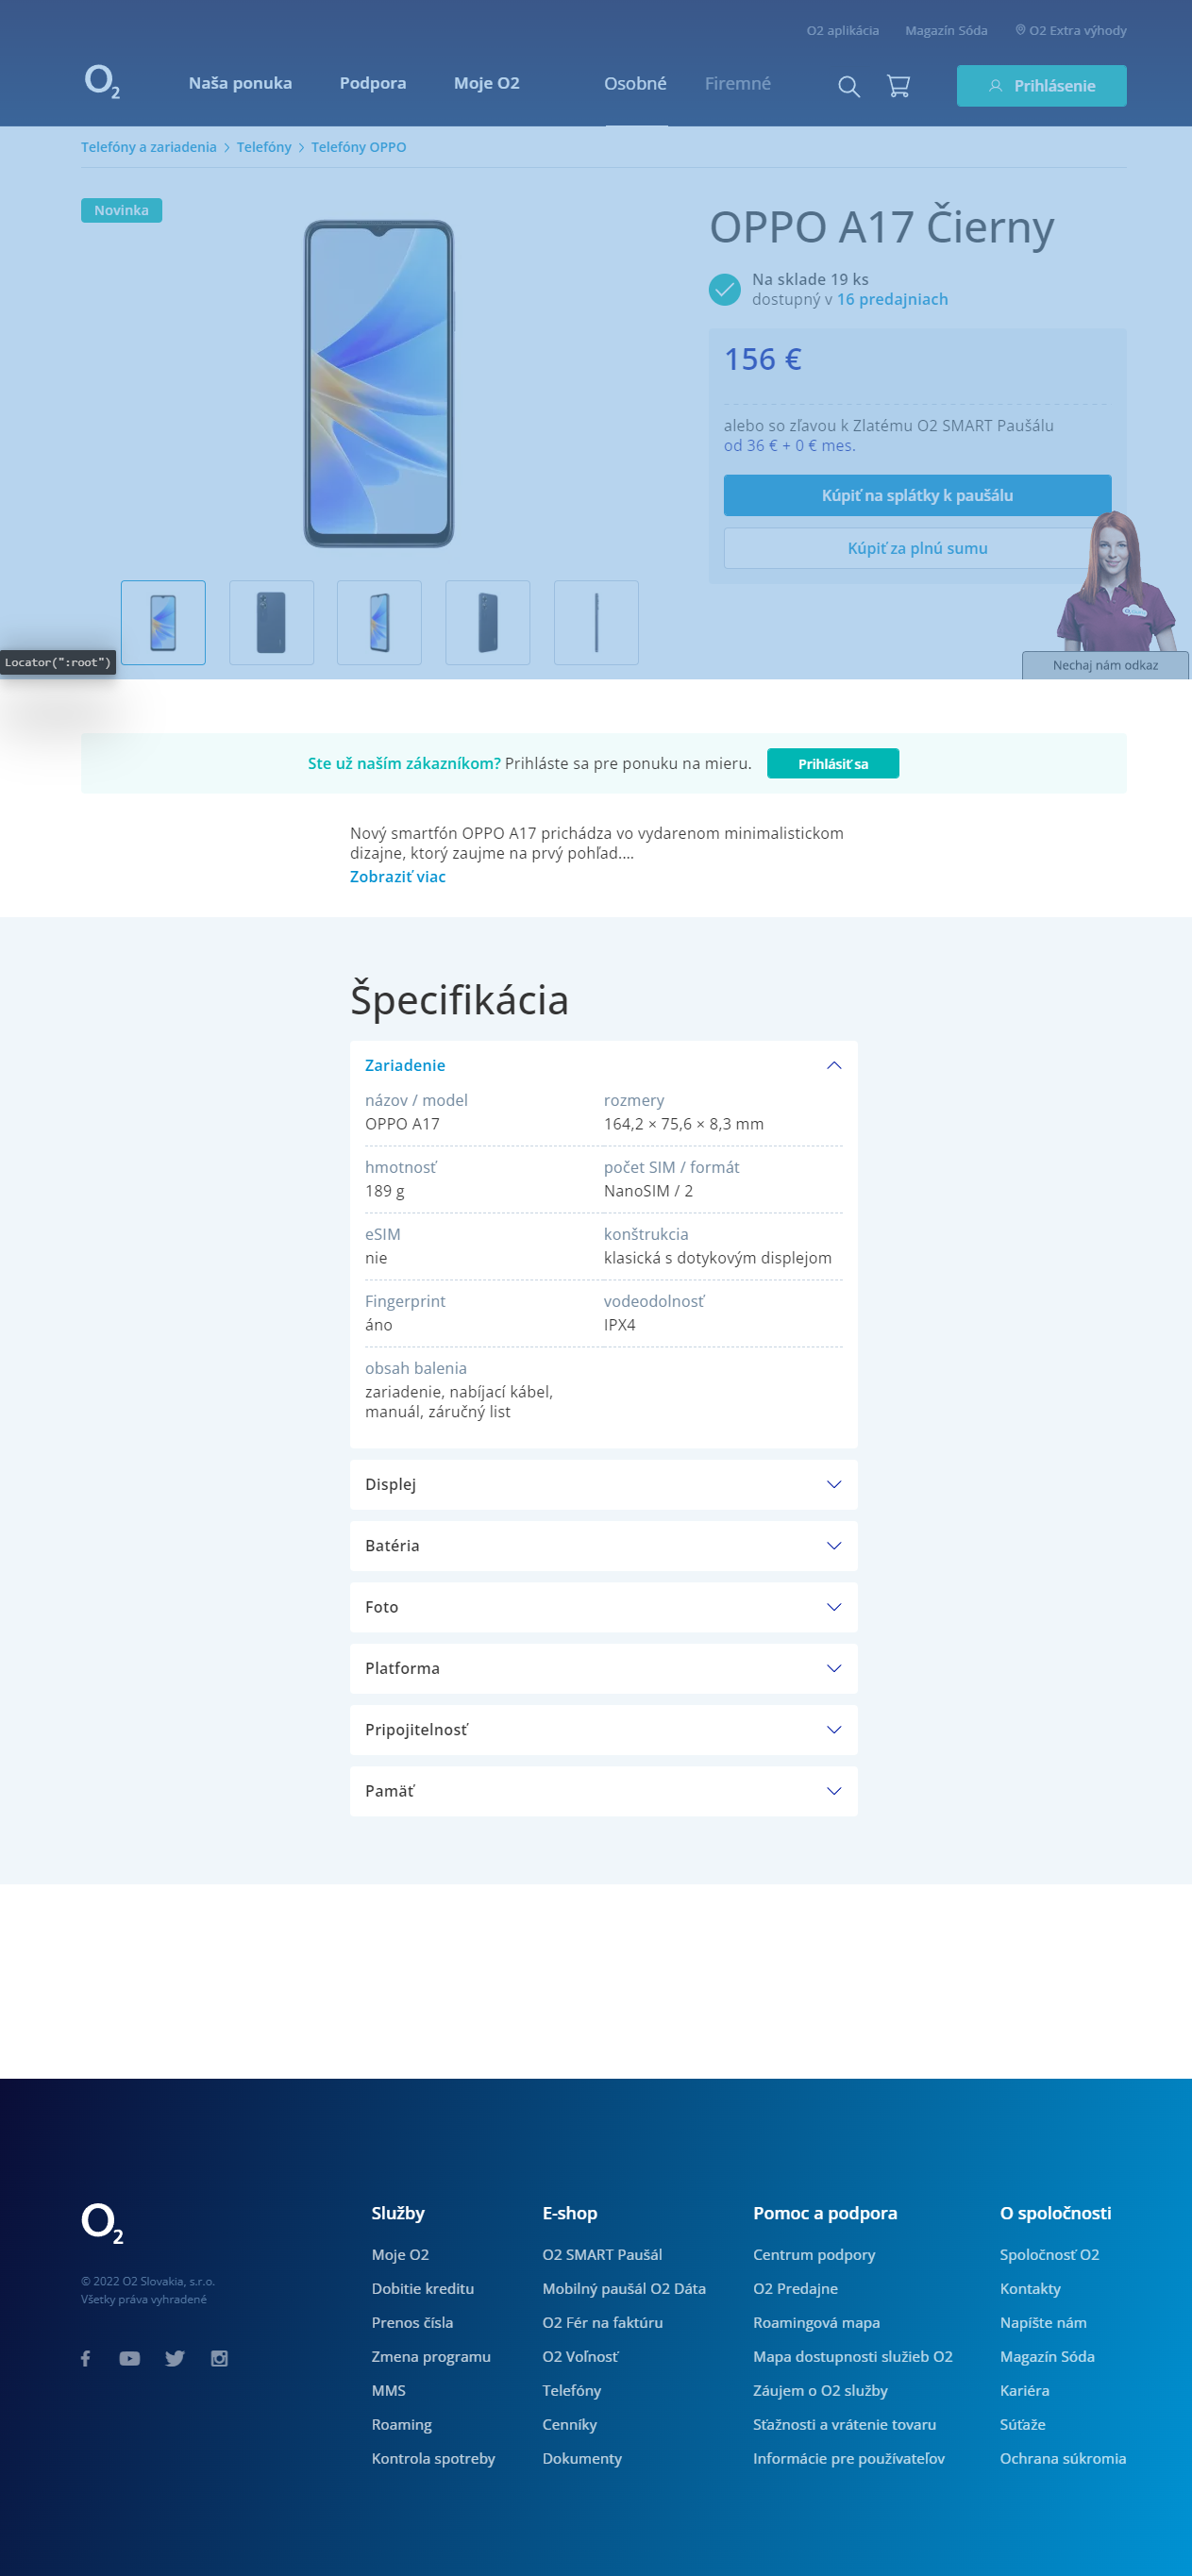 O2 aplikácia Magazín Sóda O2 Extra výhody
O2 Naša ponuka Podpora Moje O2 Osobné Firemné Prihlásenie
Telefóny a zariadenia Telefóny Telefóny OPPO
Novinka
OPPO A17 Čierny
Na sklade 19 ks
dostupný v 16 predajniach
156 €
alebo so zľavou k Zlatému O2 SMART Paušálu
od 36 € + 0 € mes.
Kúpiť na splátky k paušálu
Kúpiť za plnú sumu
Locator(":root")
Nechaj nám odkaz
Ste už naším zákazníkom? Prihláste sa pre ponuku na mieru. Prihlásiť sa
Nový smartfón OPPO A17 prichádza vo vydarenom minimalistickom
dizajne, ktorý zaujme na prvý pohľad....
Zobraziť viac
Špecifikácia
Zariadenie
názov / model
OPPO A17
rozmery
164,2 × 75,6 × 8,3 mm
hmotnosť
189 g
počet SIM / formát
NanoSIM / 2
eSIM
nie
konštrukcia
klasická s dotykovým displejom
Fingerprint
áno
vodeodolnosť
IPX4
obsah balenia
zariadenie, nabíjací kábel,
manuál, záručný list
Displej
Batéria
Foto
Platforma
Pripojitelnosť
Pamäť
O2
© 2022 O2 Slovakia, s.r.o.
Všetky práva vyhradené
Služby
Moje O2
Dobitie kreditu
Prenos čísla
Zmena programu
MMS
Roaming
Kontrola spotreby
E-shop
O2 SMART Paušál
Mobilný paušál O2 Dáta
O2 Fér na faktúru
O2 Voľnosť
Telefóny
Cenníky
Dokumenty
Pomoc a podpora
Centrum podpory
O2 Predajne
Roamingová mapa
Mapa dostupnosti služieb O2
Záujem o O2 služby
Sťažnosti a vrátenie tovaru
Informácie pre používateľov
O spoločnosti
Spoločnosť O2
Kontakty
Napíšte nám
Magazín Sóda
Kariéra
Súťaže
Ochrana súkromia